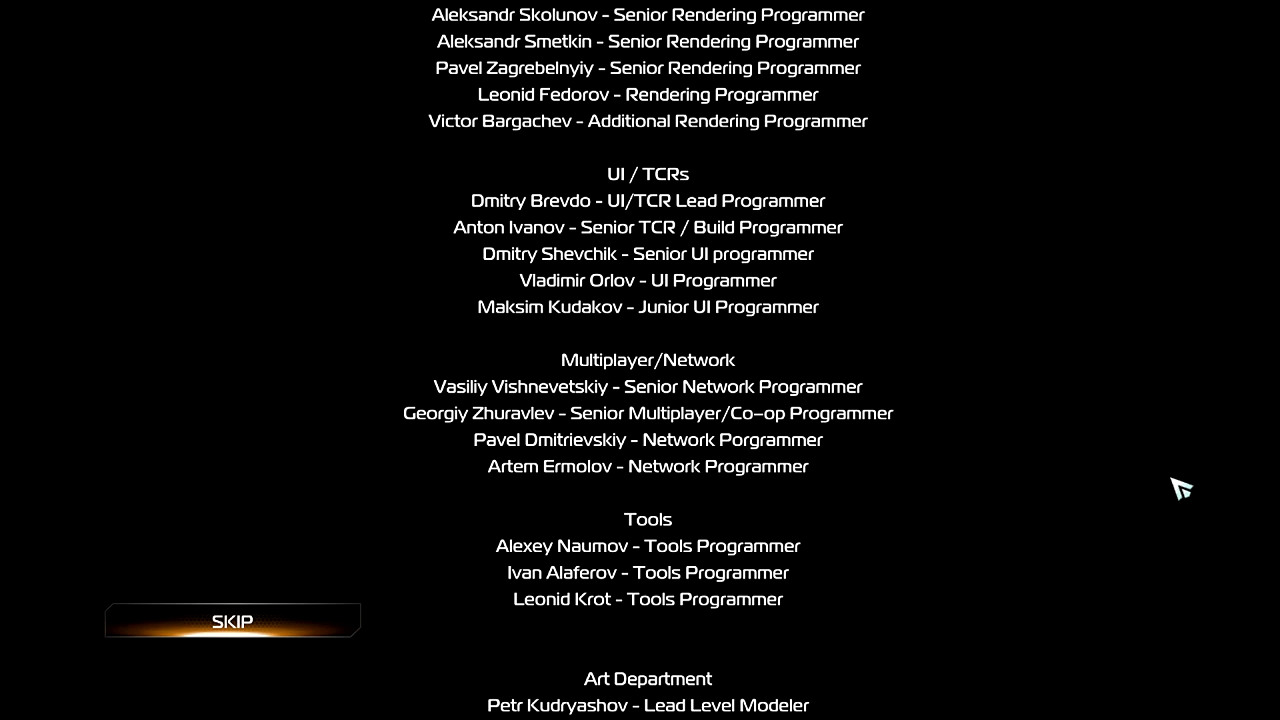 Aleksandr Skolunov - Senior Rendering Programmer
Aleksandr Smetkin - Senior Rendering Programmer
Pavel Zagrebelnyiy - Senior Rendering Programmer
Leonid Fedorov - Rendering Programmer
Victor Bargachev - Additional Rendering Programmer
UI / TCRs
Dmitry Brevdo - UI/TCR Lead Programmer
Anton Ivanov - Senior TCR / Build Programmer
Dmitry Shevchik - Senior UI programmer
Vladimir Orlov - UI Programmer
Maksim Kudakov - Junior UI Programmer
Multiplayer/Network
Vasiliy Vishnevetskiy - Senior Network Programmer
Georgiy Zhuravlev - Senior Multiplayer/Co-op Programmer
Pavel Dmitrievskiy - Network Porgrammer
Artem Ermolov - Network Programmer
Tools
Alexey Naumov - Tools Programmer
Ivan Alaferov - Tools Programmer
Leonid Krot - Tools Programmer
SKIP
Art Department
Petr Kudryashov - Lead Level Modeler